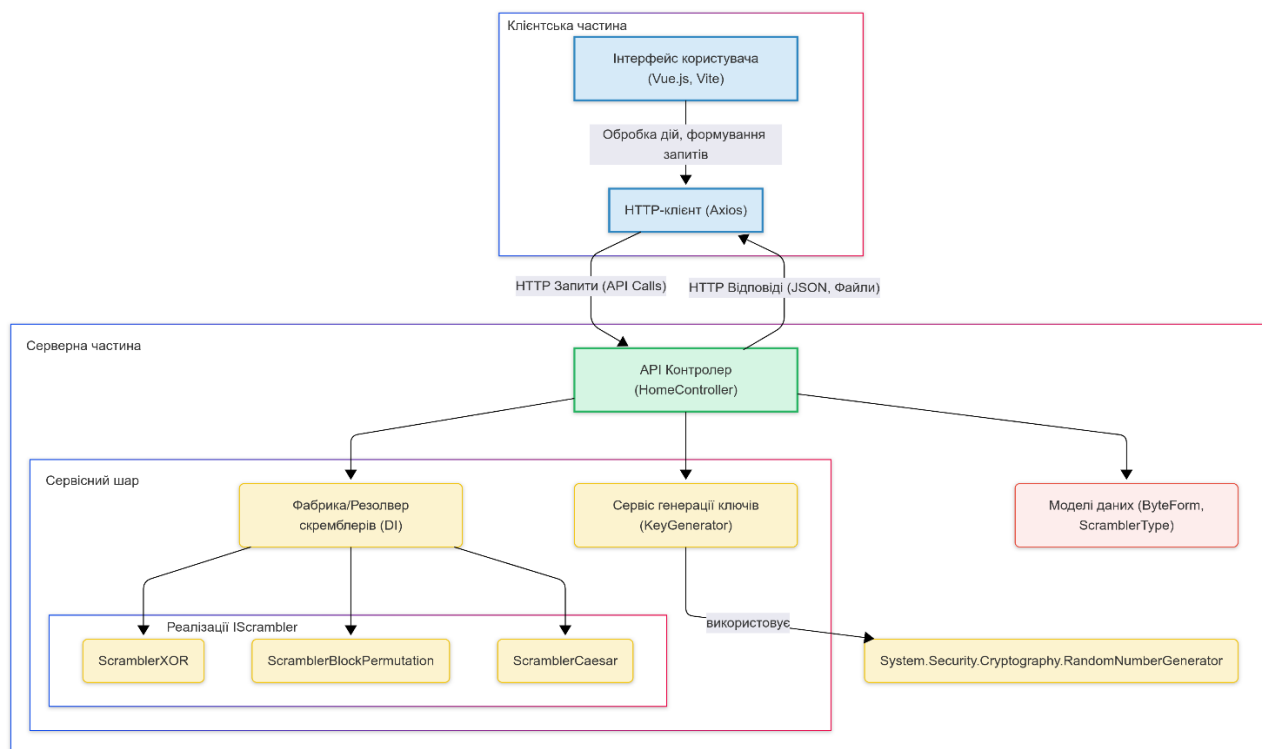 Клієнтська частина
Інтерфейс користувача
(Vue.js, Vite)
Обробка дій, формування
запитів
HTTP-клієнт (Axios)
HTTP Запити (API Calls)
HTTP Відповіді (JSON, Файли)
Серверна частина
API Контролер
(HomeController)
Сервісний шар
Фабрика/Резолвер
скремблерів (DI)
Сервіс генерації ключів
(KeyGenerator)
Моделі даних (ByteForm,
ScramblerType)
Реалізації IScrambler
використовує
ScramblerXOR
ScramblerBlockPermutation
ScramblerCaesar
System.Security.Cryptography.RandomNumberGenerator